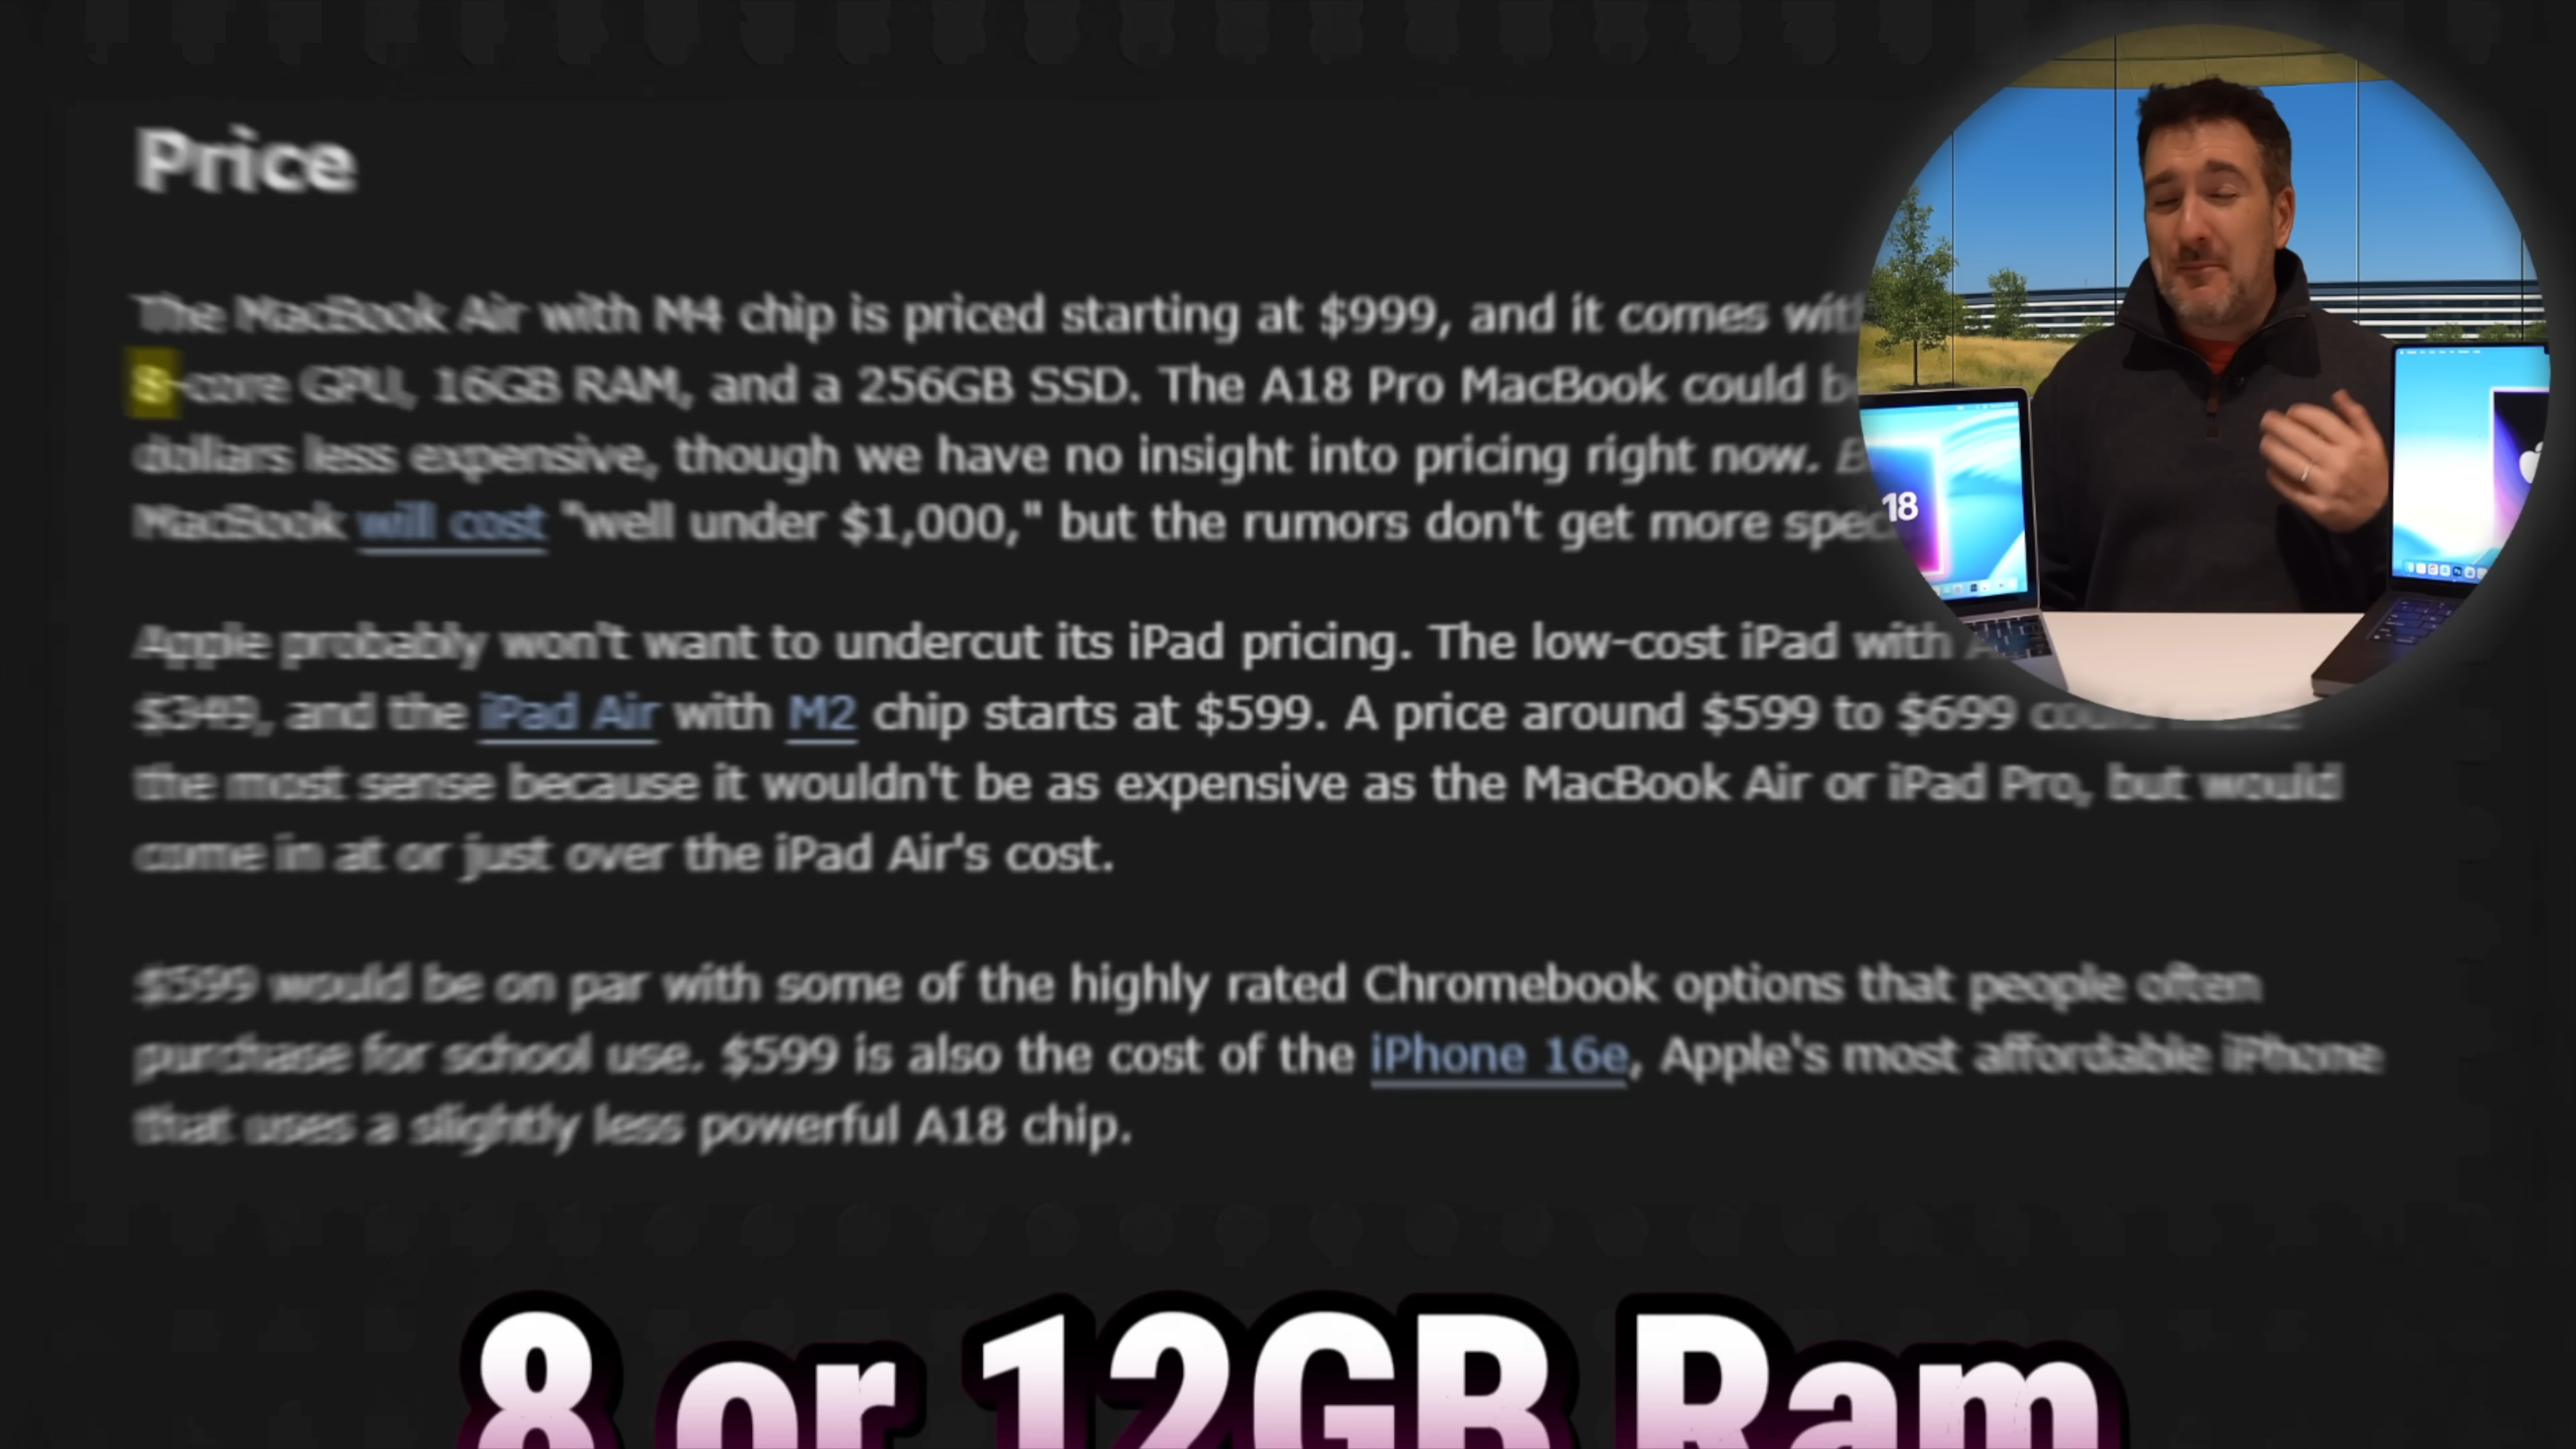 Price
The MacBook Air with M4 chip is priced starting at $999, and it comes with
8-core GPU, 16GB RAM, and a 256GB SSD. The A18 Pro MacBook could
dollars less expensive, though we have no insight into pricing right now.
MacBook will cost "well under $1,000," but the rumors don't get more
Apple probably won't want to undercut its iPad pricing. The low-cost iPad with
$349, and the iPad Air with M2 chip starts at $599. A price around $599 to $699 could
the most sense because it wouldn't be as expensive as the MacBook Air or iPad Pro, but would
come in at or just over the iPad Air's cost.
$599 would be on par with some of the highly rated Chromebook options that people often
purchase for school use. $599 is also the cost of the iPhone 16e, Apple's most affordable iPhone
that uses a slightly less powerful A18 chip.
18
8 or 12GB Ram